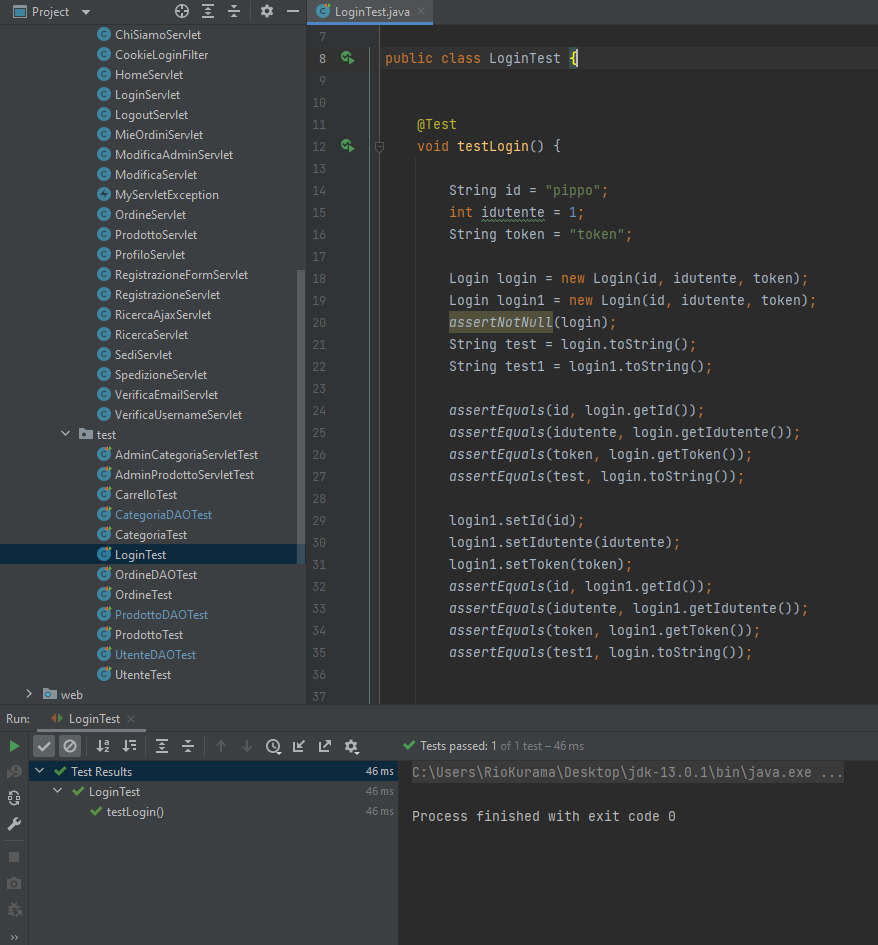 Project
ChiSiamoServlet
CookieLoginFilter
HomeServlet
LoginServlet
LogoutServlet
MieOrdiniServlet
ModificaAdminServlet
ModificaServlet
MyServletException
OrdineServlet
ProdottoServlet
ProfiloServlet
RegistrazioneFormServlet
RegistrazioneServlet
RicercaAjaxServlet
RicercaServlet
SediServlet
SpedizioneServlet
VerificaEmailServlet
VerificaUsernameServlet
test
AdminCategoriaServletTest
AdminProdottoServletTest
CarrelloTest
CategoriaDAOTest
CategoriaTest
LoginTest
OrdineDAOTest
OrdineTest
ProdottoDAOTest
ProdottoTest
UtenteDAOTest
UtenteTest
web
LoginTest.java
7
8 public class LoginTest {
9
10
11 @Test
12 void testLogin() {
13
14 String id = "pippo";
15 int idutente = 1;
16 String token = "token";
17
18 Login login = new Login(id, idutente, token);
19 Login login1 = new Login(id, idutente, token);
20 assertNotNull(login);
21 String test = login.toString();
22 String test1 = login1.toString();
23
24 assertEquals(id, login.getId());
25 assertEquals(idutente, login.getIdutente());
26 assertEquals(token, login.getToken());
27 assertEquals(test, login.toString());
28
29 login1.setId(id);
30 login1.setIdutente(idutente);
31 login1.setToken(token);
32 assertEquals(id, login1.getId());
33 assertEquals(idutente, login1.getIdutente());
34 assertEquals(token, login1.getToken());
35 assertEquals(test1, login.toString());
36
37
Run: LoginTest
Tests passed: 1 of 1 test – 46 ms
Test Results 46 ms
LoginTest 46 ms
testLogin() 46 ms
C:\Users\RioKurama\Desktop\jdk-13.0.1\bin\java.exe ...
Process finished with exit code 0